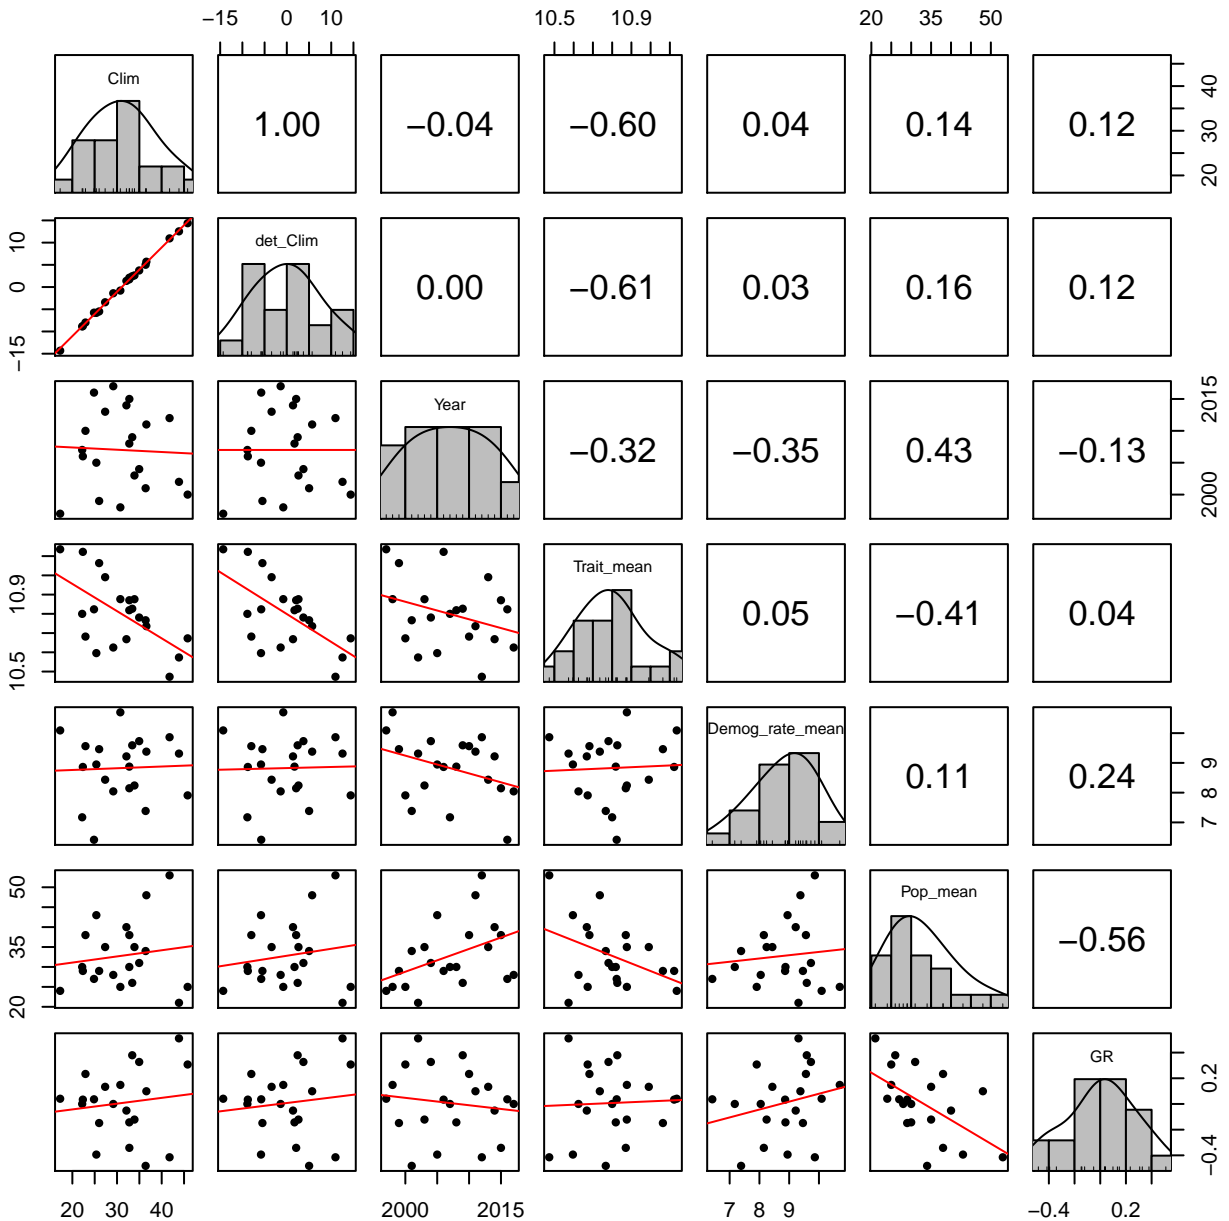 −15 0 10 10.5 10.9 20 35 50
Clim 1.00 −0.04 −0.60 0.04 0.14 0.12 20 30 40
−15 0 10 det_Clim 0.00 −0.61 0.03 0.16 0.12
Year −0.32 −0.35 0.43 −0.13 2000 2015
10.5 10.9 Trait_mean 0.05 −0.41 0.04
Demog_rate_mean 0.11 0.24 7 8 9
20 35 50 Pop_mean −0.56
GR −0.4 0.2
20 30 40 2000 2015 7 8 9 −0.4 0.2